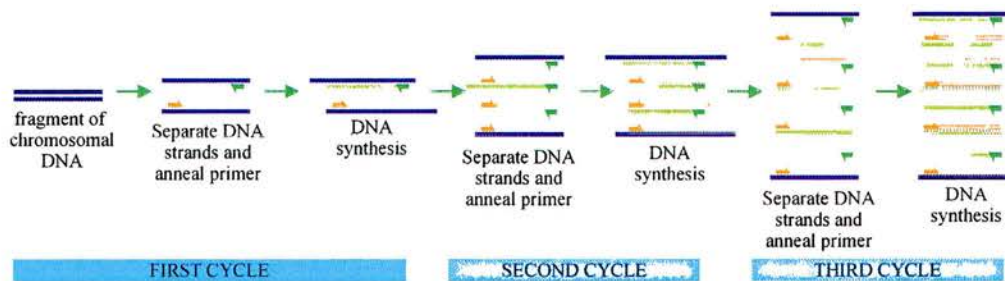 fragment of
chromosomal
DNA
Separate DNA
strands and
anneal primer
DNA
synthesis
Separate DNA
strands and
anneal primer
DNA
synthesis
Separate DNA
strands and
anneal primer
DNA
synthesis
FIRST CYCLE
SECOND CYCLE
THIRD CYCLE